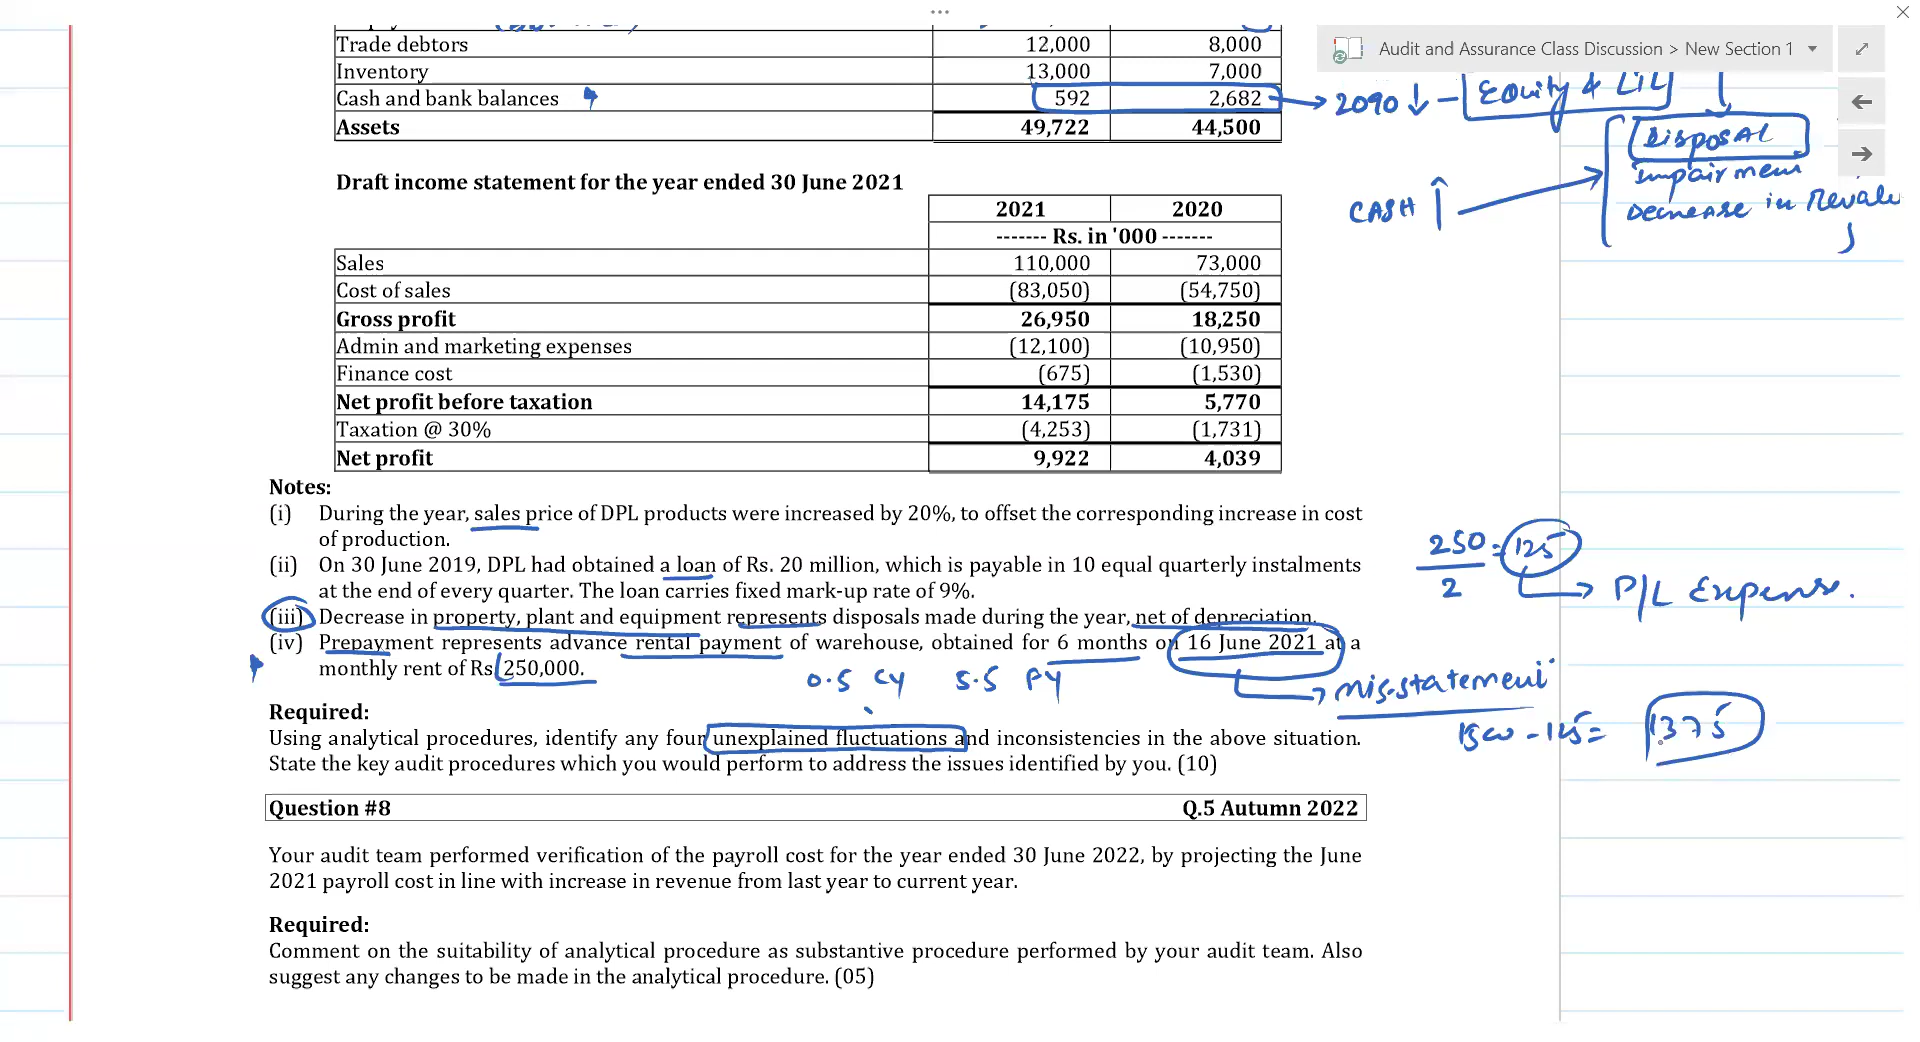 Trade debtors 12,000 8,000
Audit and Assurance Class Discussion > New Section 1
Inventory 13,000 7,000
Cash and bank balances 592 2,682
2090 ↓ - Equity &
Assets 49,722 44,500
Disposal
Impairment
Decrease in
CASH ↑
Draft income statement for the year ended 30 June 2021
2021 2020
------- Rs. in '000 -------
Sales 110,000 73,000
Cost of sales (83,050) (54,750)
Gross profit 26,950 18,250
Admin and marketing expenses (12,100) (10,950)
Finance cost (675) (1,530)
Net profit before taxation 14,175 5,770
Taxation @ 30% (4,253) (1,731)
Net profit 9,922 4,039
Notes:
(i) During the year, sales price of DPL products were increased by 20%, to offset the corresponding increase in cost
of production.
(ii) On 30 June 2019, DPL had obtained a loan of Rs. 20 million, which is payable in 10 equal quarterly instalments
at the end of every quarter. The loan carries fixed mark-up rate of 9%.
(iii) Decrease in property, plant and equipment represents disposals made during the year, net of depreciation.
(iv) Prepayment represents advance rental payment of warehouse, obtained for 6 months on 16 June 2021 at a
monthly rent of Rs. 250,000.
250 = 125
2
P/L Expense.
0.5 CY 5.5 PY
Mis-statement
- 125 = 1375
Required:
Using analytical procedures, identify any four unexplained fluctuations and inconsistencies in the above situation.
State the key audit procedures which you would perform to address the issues identified by you. (10)
Question #8 Q.5 Autumn 2022
Your audit team performed verification of the payroll cost for the year ended 30 June 2022, by projecting the June
2021 payroll cost in line with increase in revenue from last year to current year.
Required:
Comment on the suitability of analytical procedure as substantive procedure performed by your audit team. Also
suggest any changes to be made in the analytical procedure. (05)